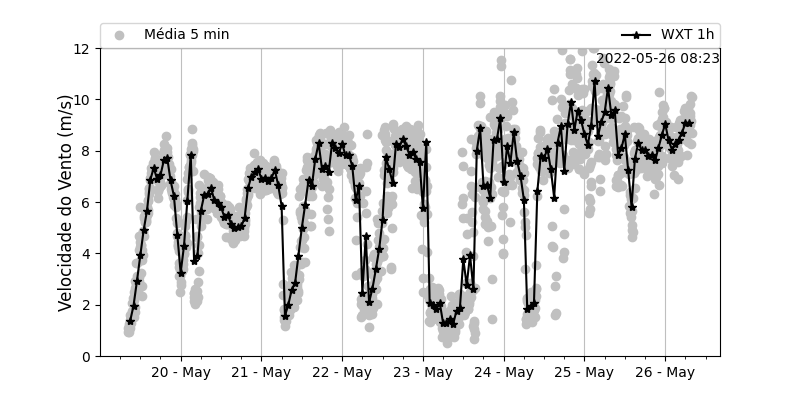 Média 5 min
WXT 1h
2022-05-26 08:23
Velocidade do Vento (m/s)
12
10
8
6
4
2
0
20 - May
21 - May
22 - May
23 - May
24 - May
25 - May
26 - May